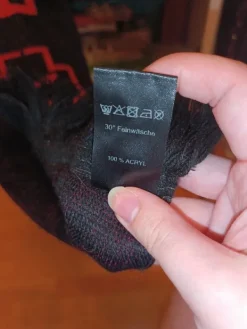 30° Feinwäsche
100 % ACRYL